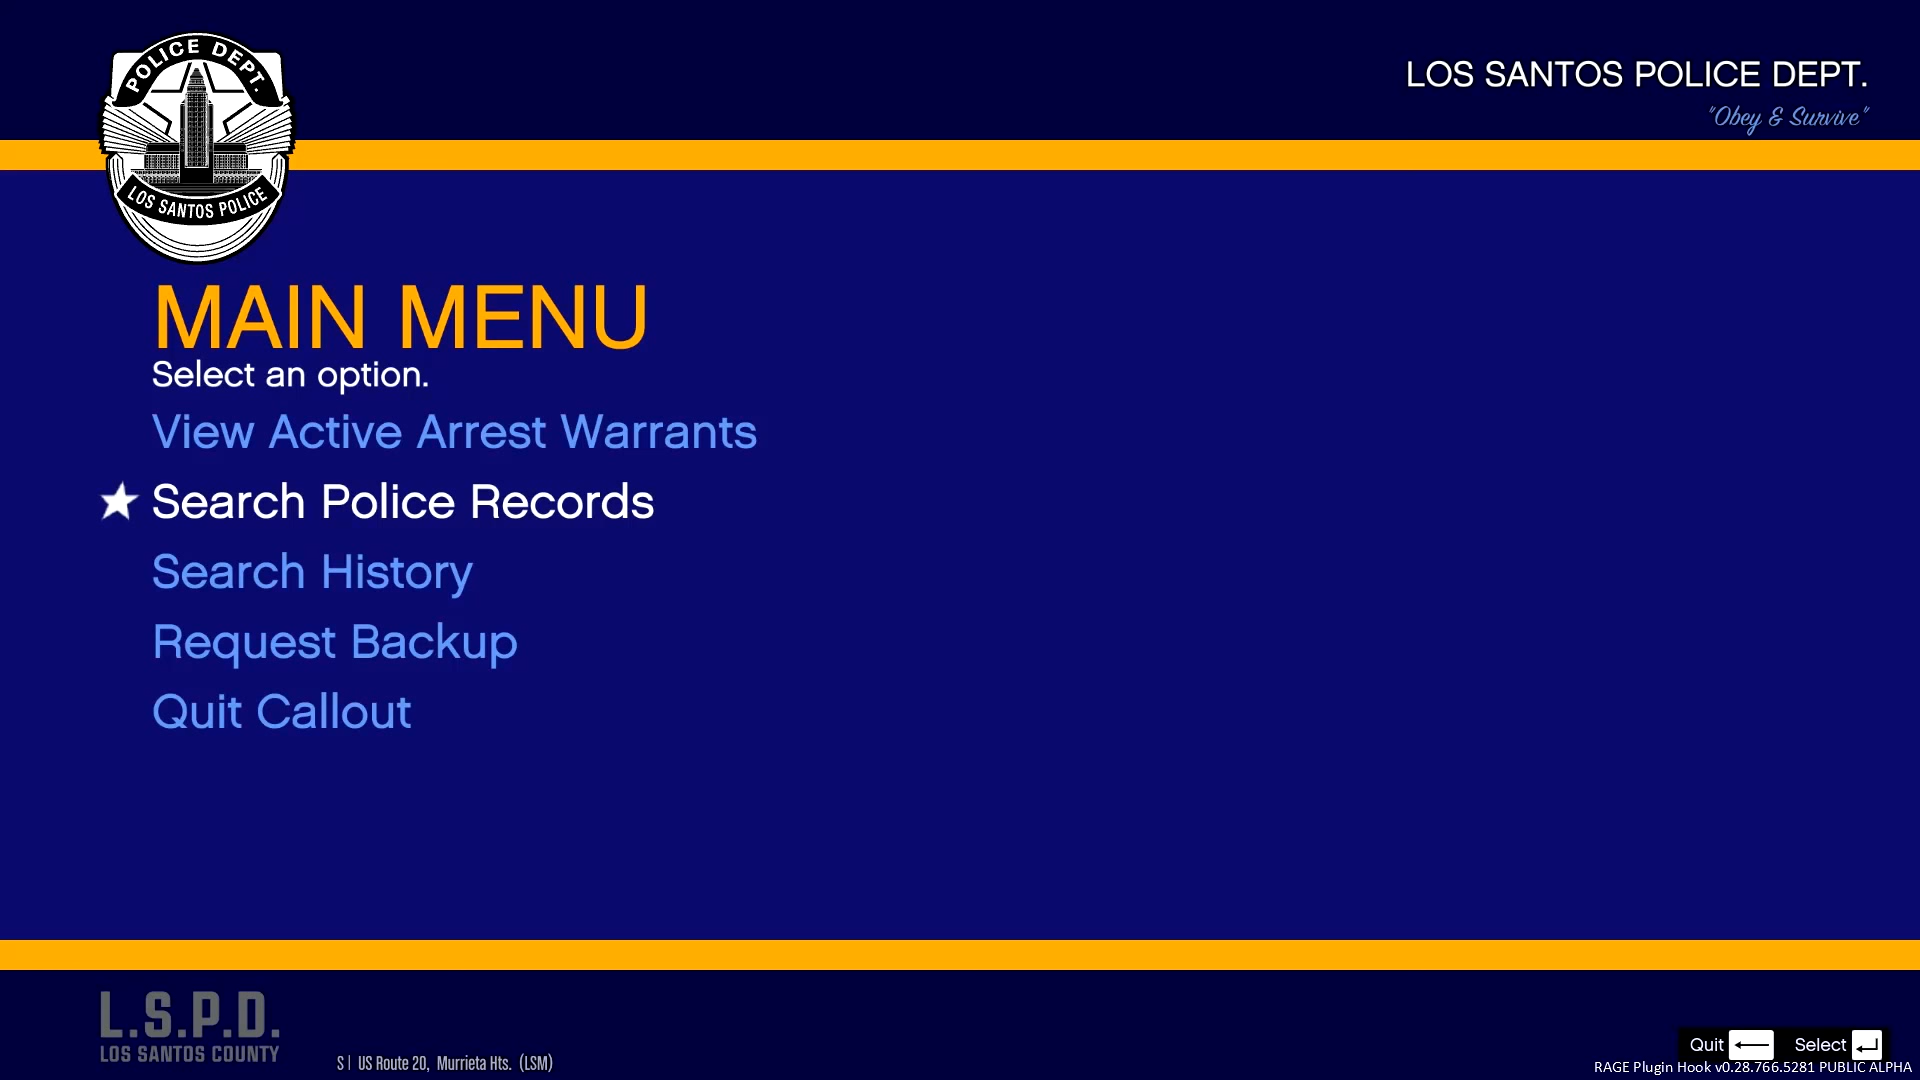 POLICE DEPT.
LOS SANTOS POLICE
LOS SANTOS POLICE DEPT.
"Obey & Survive"
MAIN MENU
Select an option.
View Active Arrest Warrants
Search Police Records
Search History
Request Backup
Quit Callout
L.S.P.D.
LOS SANTOS COUNTY
S | US Route 20, Murrieta Hts. (LSM)
Quit Select
RAGE Plugin Hook v0.28.766.5281 PUBLIC ALPHA